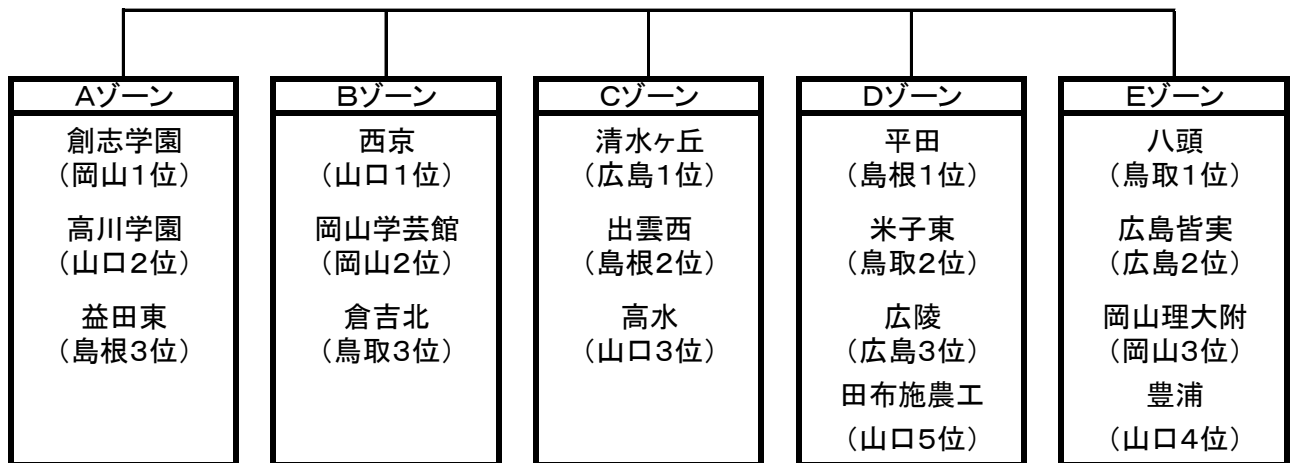 Aゾーン
創志学園
（岡山1位）
高川学園
（山口2位）
益田東
（島根3位）
Bゾーン
西京
（山口1位）
岡山学芸館
（岡山2位）
倉吉北
（鳥取3位）
Cゾーン
清水ヶ丘
（広島1位）
出雲西
（島根2位）
高水
（山口3位）
Dゾーン
平田
（島根1位）
米子東
（鳥取2位）
広陵
（広島3位）
田布施農工
（山口5位）
Eゾーン
八頭
（鳥取1位）
広島皆実
（広島2位）
岡山理大附
（岡山3位）
豊浦
（山口4位）